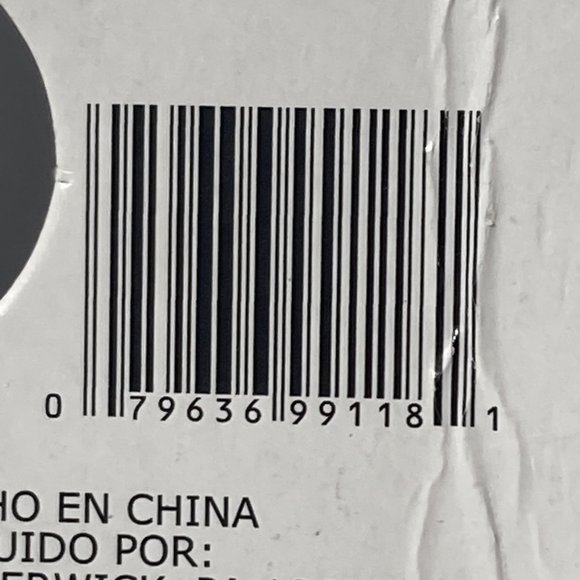 0 79636 99118 1
HO EN CHINA
UIDO POR: